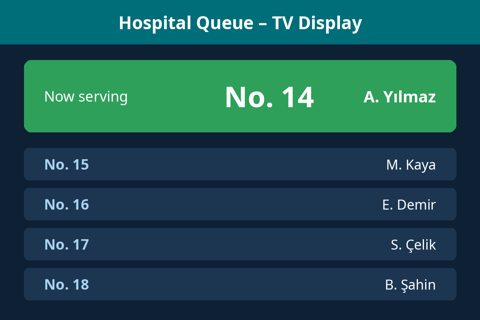 Hospital Queue – TV Display
Now serving No. 14 A. Yılmaz
No. 15 M. Kaya
No. 16 E. Demir
No. 17 S. Çelik
No. 18 B. Şahin